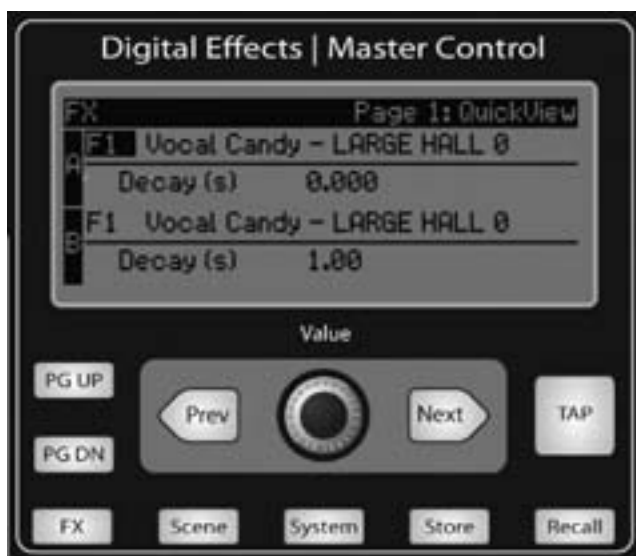 Digital Effects | Master Control
FX Page 1: QuickView
A F1 Vocal Candy - LARGE HALL 0
Decay (s) 0.000
B F1 Vocal Candy - LARGE HALL 0
Decay (s) 1.00
Value
PG UP
Prev
Next
TAP
PG DN
FX Scene System Store Recall